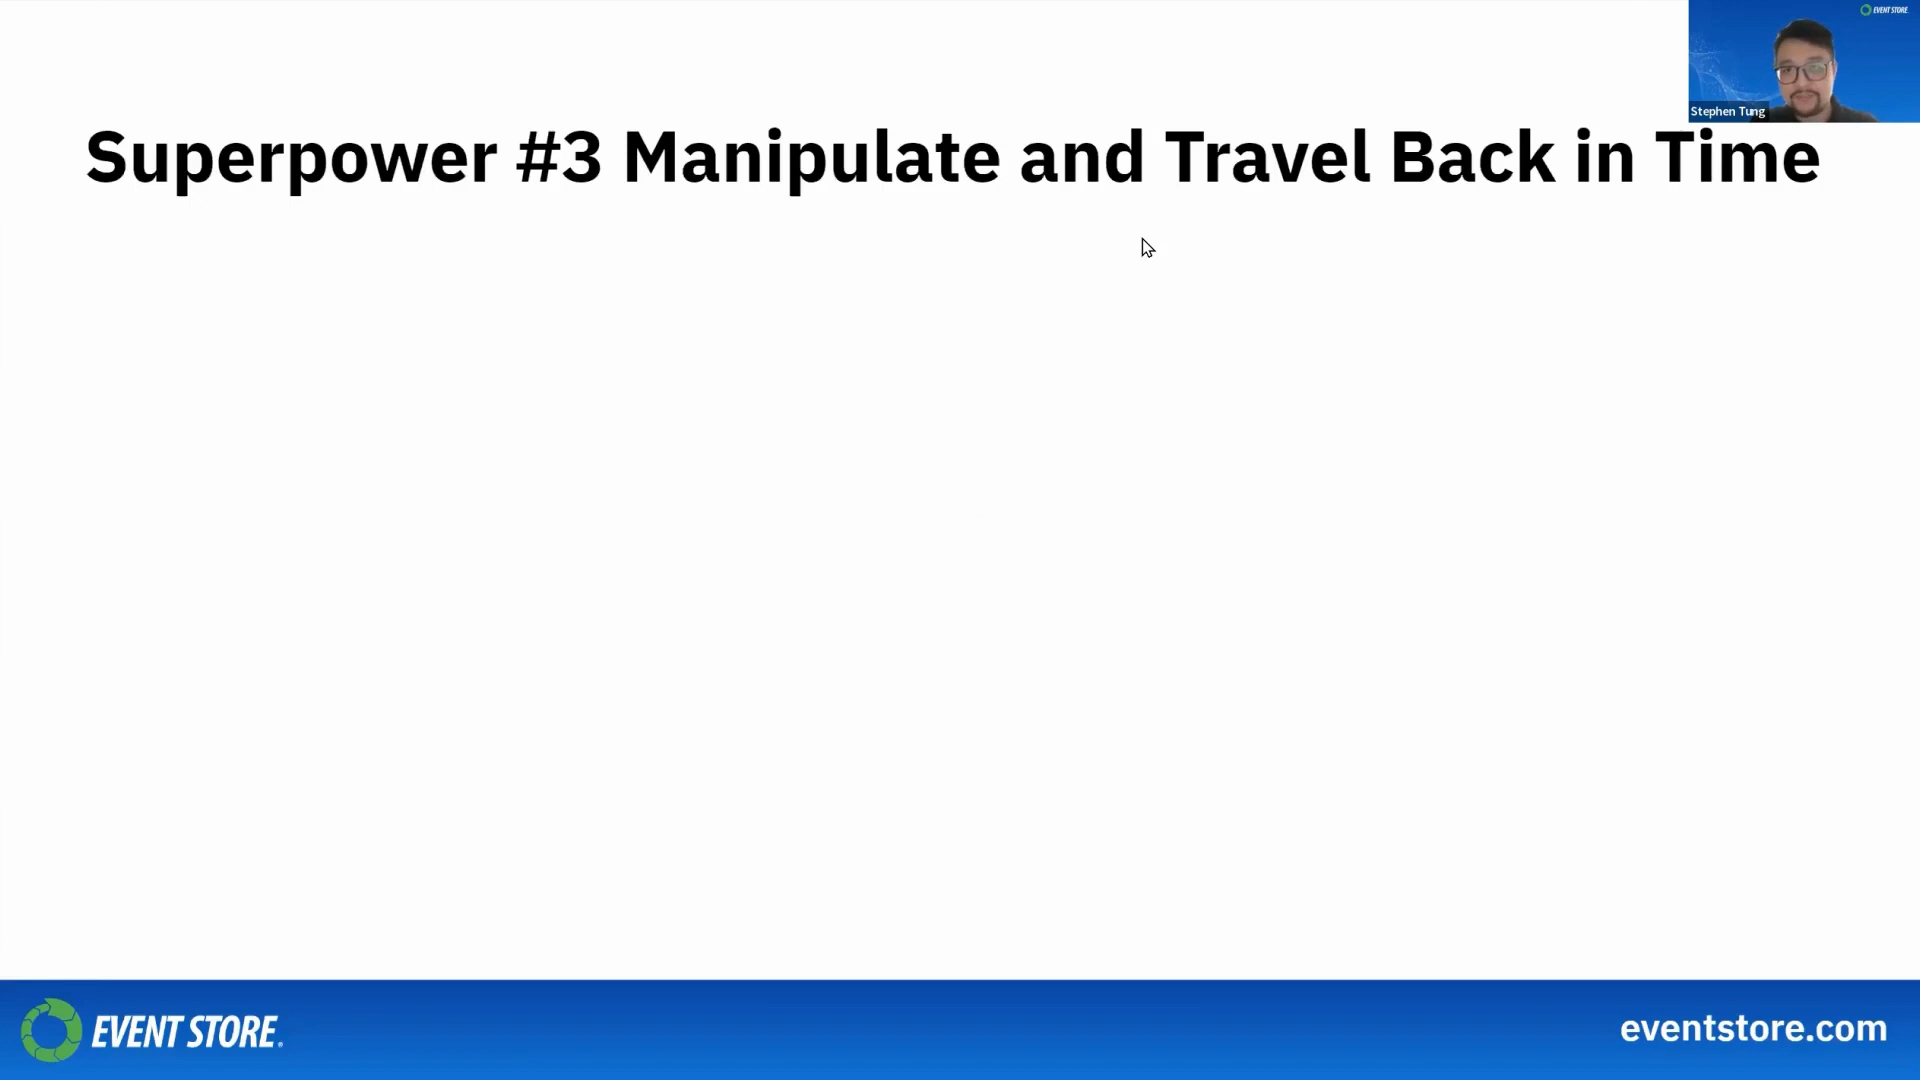 EVENT STORE
Stephen Tung
Superpower #3 Manipulate and Travel Back in Time
EVENT STORE®
eventstore.com